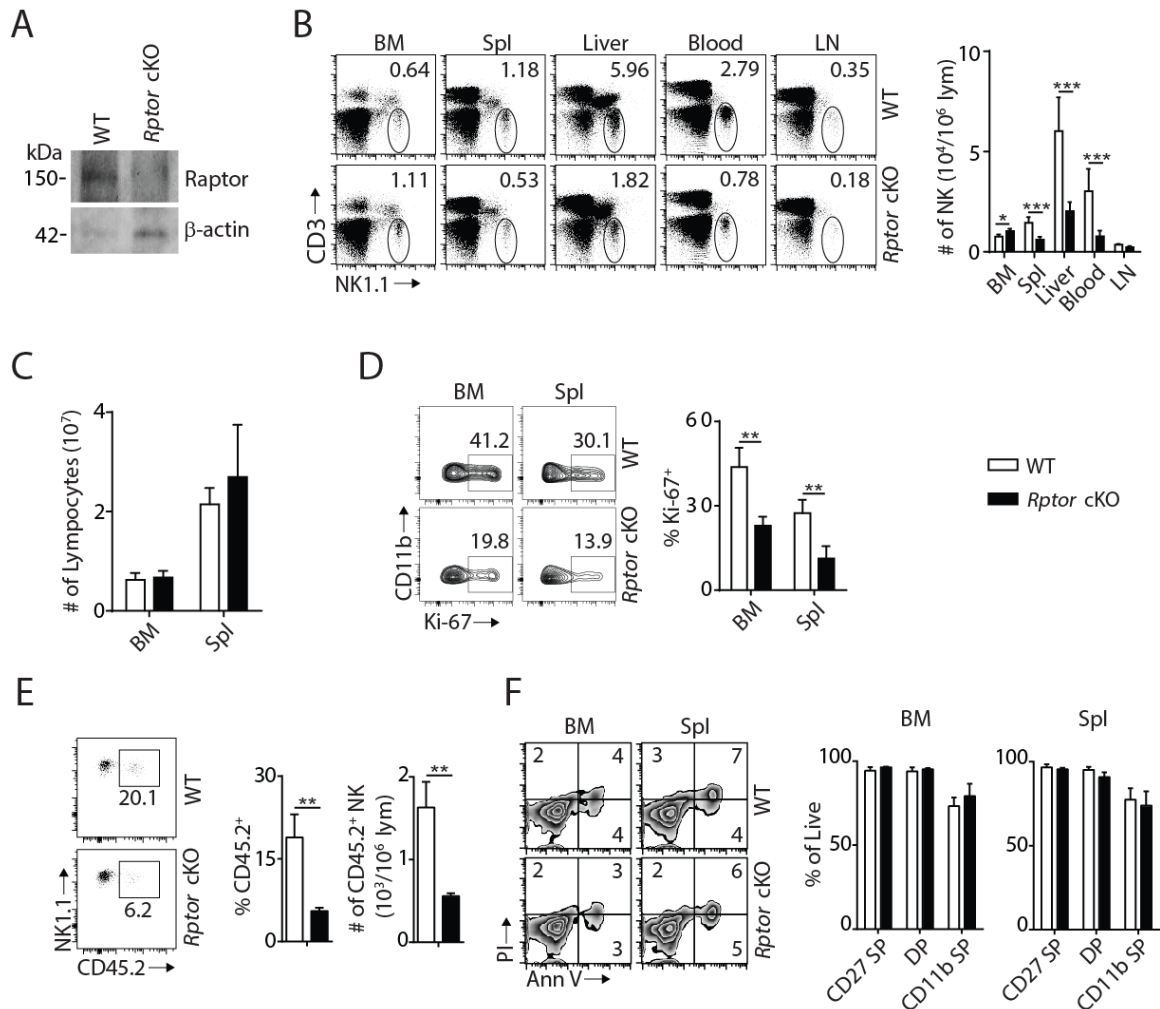 A
WT
Rptor cKO
kDa
150-
Raptor
42-
β-actin
B
BM Spl Liver Blood LN
0.64 1.18 5.96 2.79 0.35
WT
1.11 0.53 1.82 0.78 0.18
Rptor cKO
CD3
NK1.1
# of NK (10⁴/10⁶ lym)
10
5
0
* *** *** ***
BM Spl Liver Blood LN
C
# of Lympocytes (10⁷)
4
2
0
BM Spl
D
BM Spl
41.2 30.1
WT
19.8 13.9
Rptor cKO
CD11b
Ki-67
% Ki-67⁺
60
30
0
** **
BM Spl
WT
Rptor cKO
E
20.1
WT
6.2
Rptor cKO
NK1.1
CD45.2
% CD45.2⁺
30
15
0
**
# of CD45.2⁺ NK
(10³/10⁶ lym)
2
1
0
**
F
BM Spl
2 4 3 7
4 4
WT
2 3 2 6
3 5
Rptor cKO
PI
Ann V
BM
% of Live
100
50
0
CD27 SP DP CD11b SP
Spl
100
50
0
CD27 SP DP CD11b SP